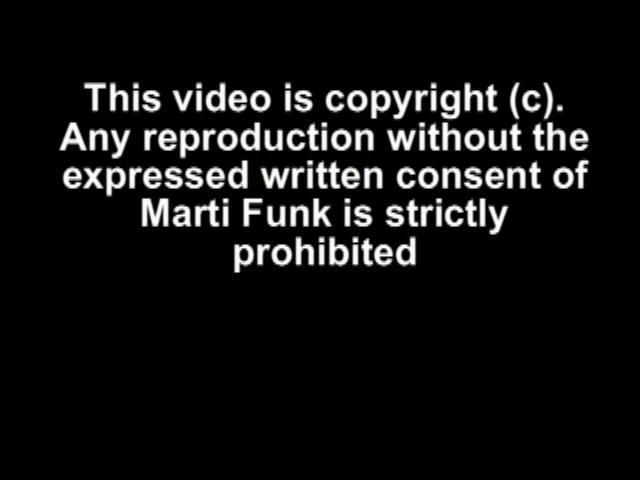 This video is copyright (c).
Any reproduction without the
expressed written consent of
Marti Funk is strictly
prohibited